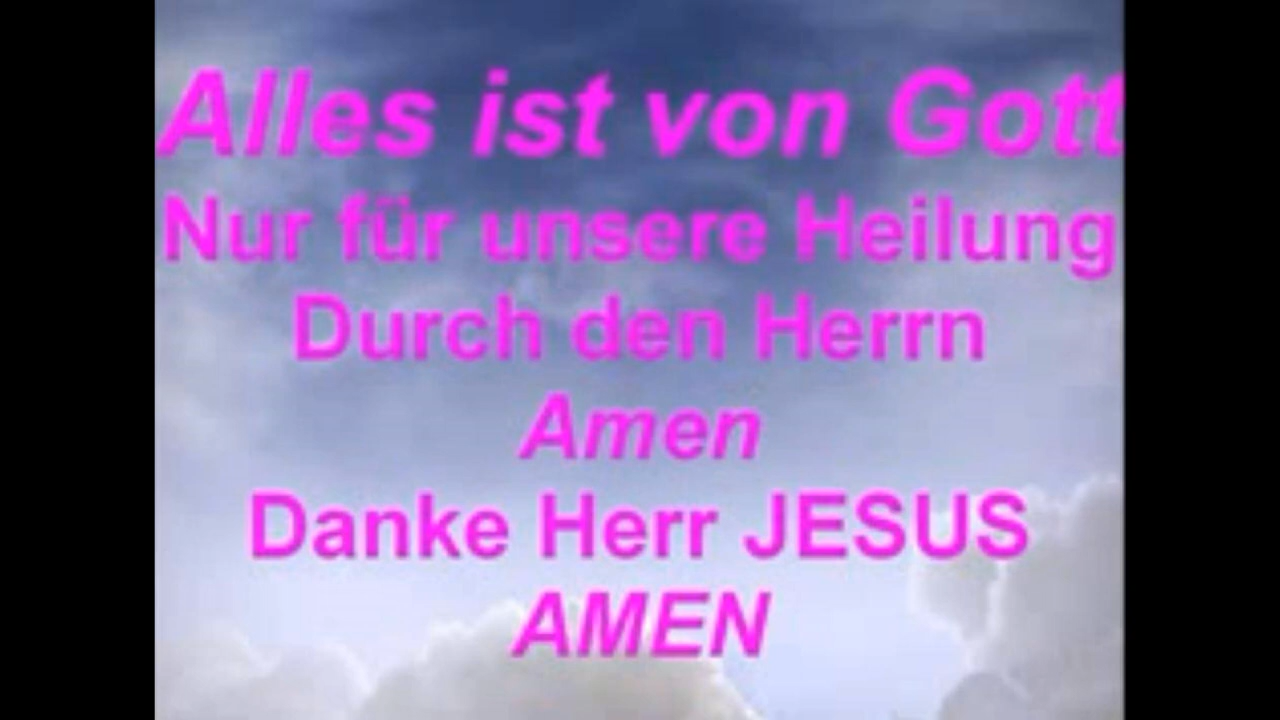 Alles ist von Gott
Nur für unsere Heilung
Durch den Herrn
Amen
Danke Herr JESUS
AMEN